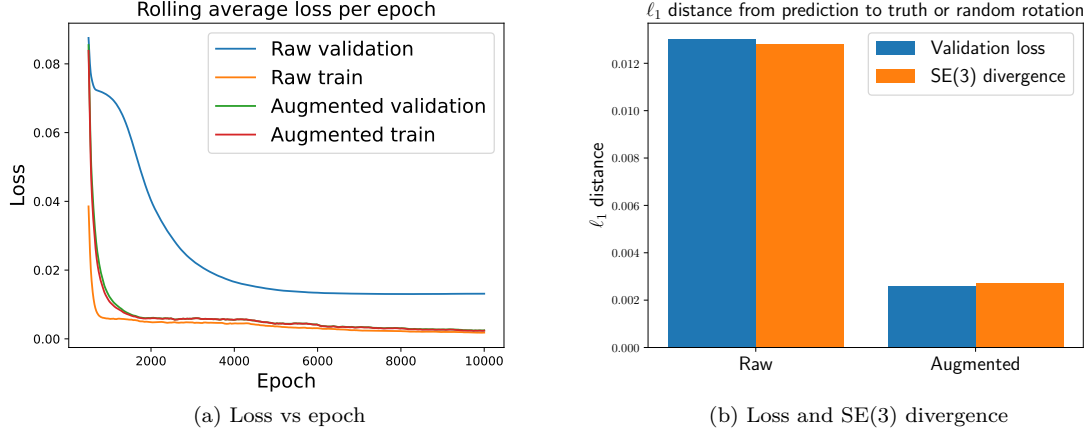 Rolling average loss per epoch
Raw validation
Raw train
Augmented validation
Augmented train
Loss
0.08
0.06
0.04
0.02
0.00
2000 4000 6000 8000 10000
Epoch
(a) Loss vs epoch
ℓ₁ distance from prediction to truth or random rotation
Validation loss
SE(3) divergence
ℓ₁ distance
0.012
0.010
0.008
0.006
0.004
0.002
0.000
Raw Augmented
(b) Loss and SE(3) divergence